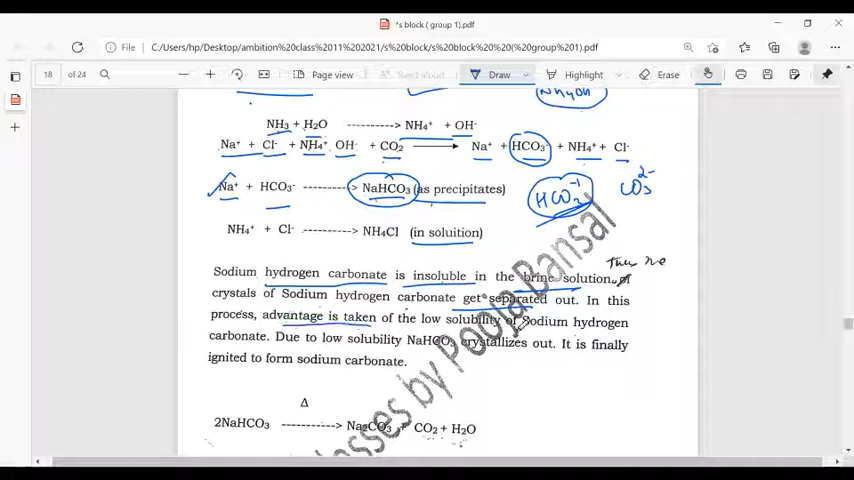 *s block ( group 1).pdf
File
C:/Users/hp/Desktop/ambition%20class%2011%202021/s%20block/s%20block%20%20(%20group%201).pdf
18 of 24
Page view
Read aloud
Draw
Highlight
Erase
NH4OH
NH3 + H2O ----------> NH4+ + OH-
Na+ + Cl- + NH4+ OH- + CO2 → Na+ + HCO3- + NH4+ + Cl-
Na+ + HCO3- ----------> NaHCO3 (as precipitates) HCO3-1 CO3 2-
NH4+ + Cl- ----------> NH4Cl (in soluition)
Sodium hydrogen carbonate is insoluble in the brine solution
crystals of Sodium hydrogen carbonate get separated out. In this
process, advantage is taken of the low solubility of Sodium hydrogen
carbonate. Due to low solubility NaHCO3 crystallizes out. It is finally
ignited to form sodium carbonate.
Δ
2NaHCO3 ----------> Na2CO3 + CO2 + H2O
Classes by Pooja Bansal